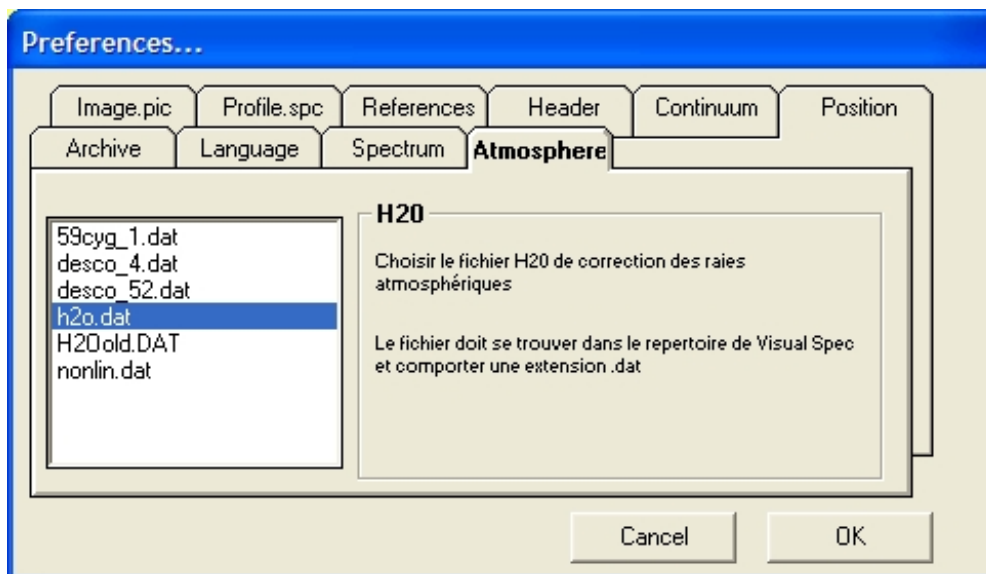 Preferences...
Image.pic Profile.spc References Header Continuum Position
Archive Language Spectrum Atmosphere
59cyg_1.dat
desco_4.dat
desco_52.dat
h2o.dat
H2Oold.DAT
nonlin.dat
H20
Choisir le fichier H20 de correction des raies
atmosphériques
Le fichier doit se trouver dans le repertoire de Visual Spec
et comporter une extension .dat
Cancel OK